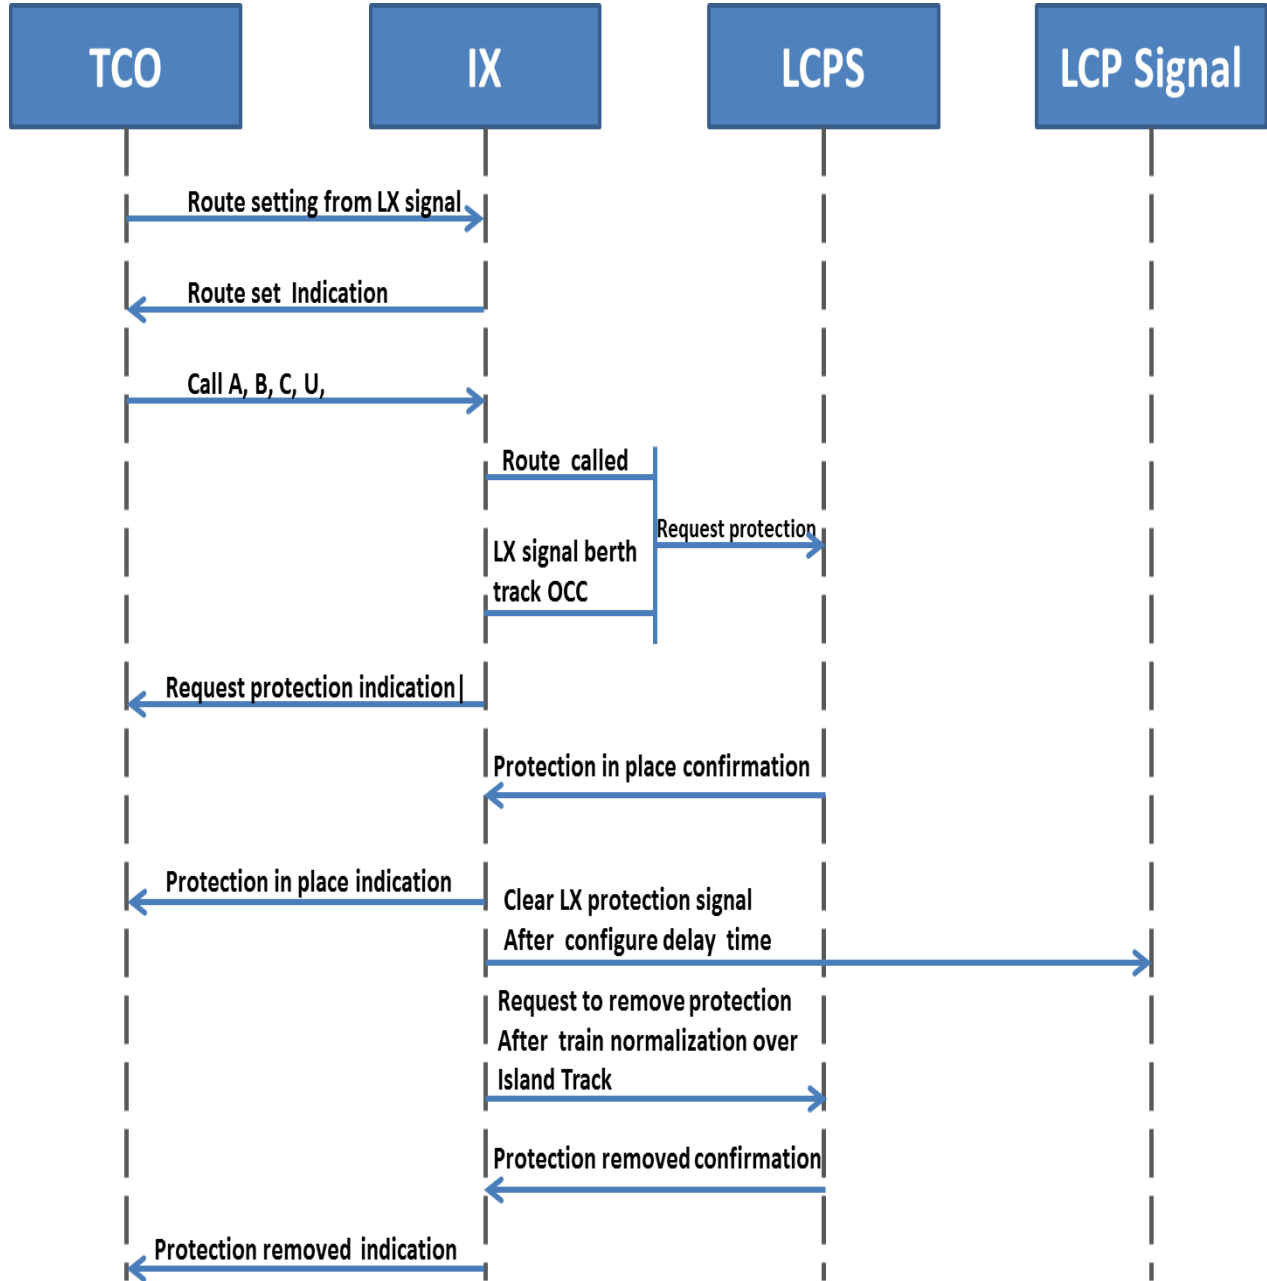 TCO
IX
LCPS
LCP Signal
Route setting from LX signal
Route set Indication
Call A, B, C, U,
Route called
Request protection
LX signal berth
track OCC
Request protection indication|
Protection in place confirmation
Protection in place indication
Clear LX protection signal
After configure delay time
Request to remove protection
After train normalization over
Island Track
Protection removed confirmation
Protection removed indication